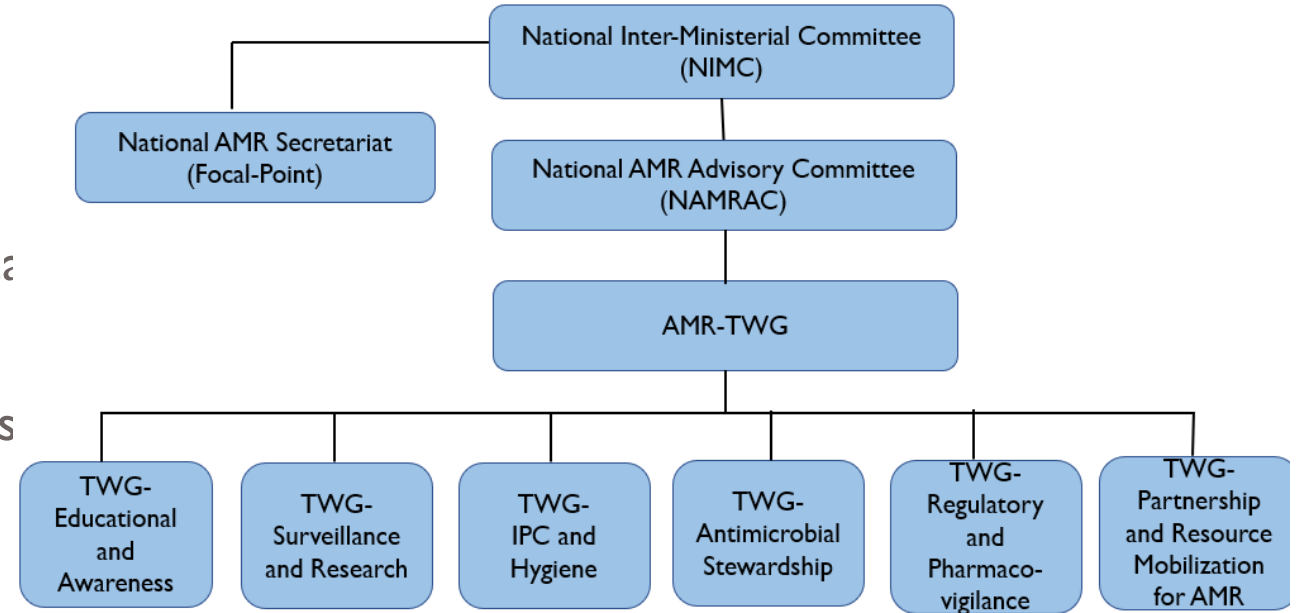 National Inter-Ministerial Committee
(NIMC)
National AMR Secretariat
(Focal-Point)
National AMR Advisory Committee
(NAMRAC)
AMR-TWG
TWG-
Educational
and
Awareness
TWG-
Surveillance
and Research
TWG-
IPC and
Hygiene
TWG-
Antimicrobial
Stewardship
TWG-
Regulatory
and
Pharmaco-
vigilance
TWG-
Partnership
and Resource
Mobilization
for AMR